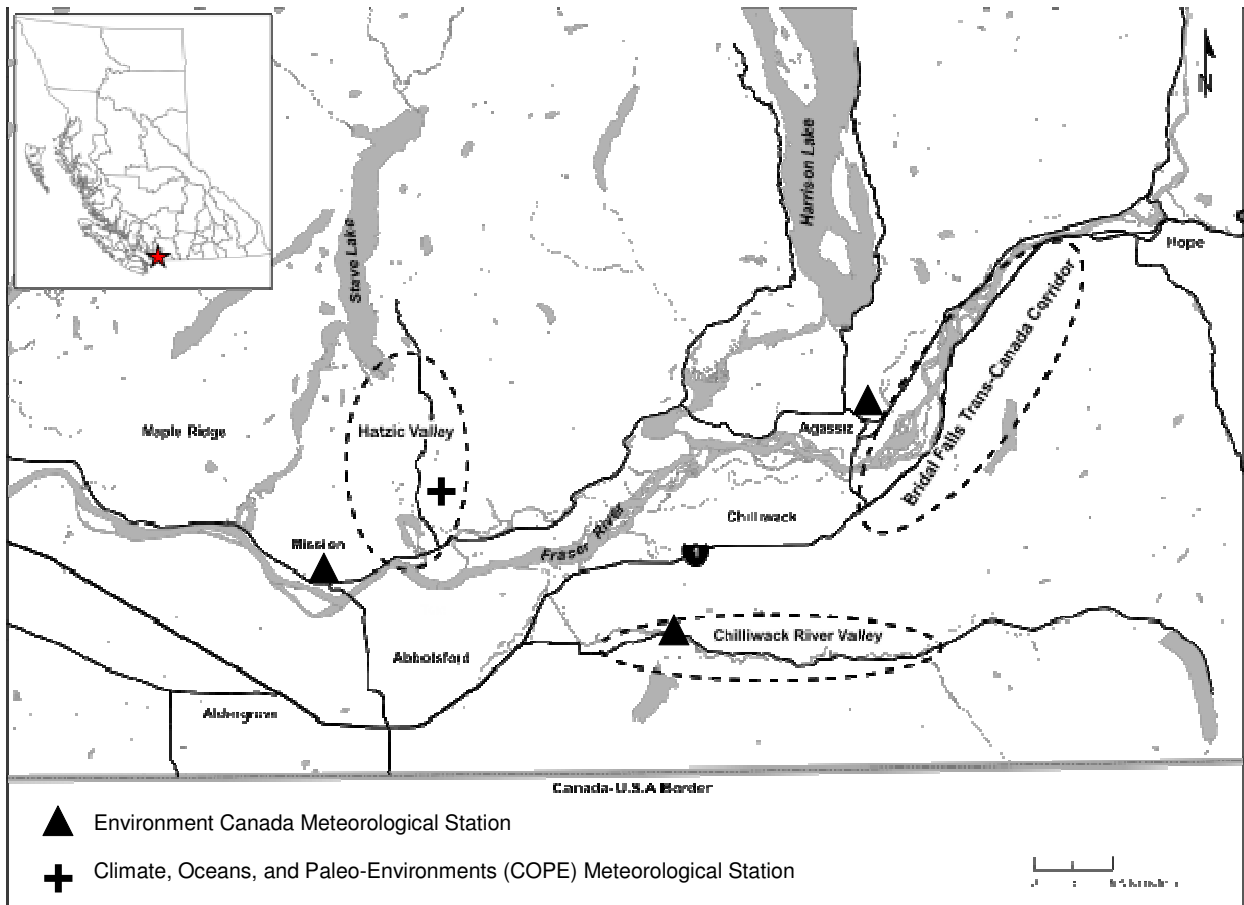 N
Harrison Lake
Stave Lake
Hope
Bridal Falls Trans-Canada Corridor
Maple Ridge
Hatzic Valley
Agassiz
Chilliwack
Fraser River
Mission
1
Chilliwack River Valley
Abbotsford
Aldergrove
Canada-U.S.A Border
Environment Canada Meteorological Station
Climate, Oceans, and Paleo-Environments (COPE) Meteorological Station